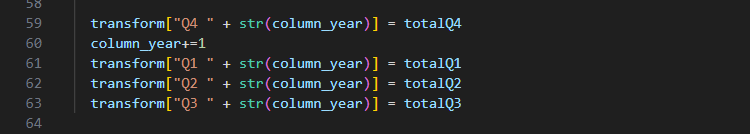 58
59 transform["Q4 " + str(column_year)] = totalQ4
60 column_year+=1
61 transform["Q1 " + str(column_year)] = totalQ1
62 transform["Q2 " + str(column_year)] = totalQ2
63 transform["Q3 " + str(column_year)] = totalQ3
64